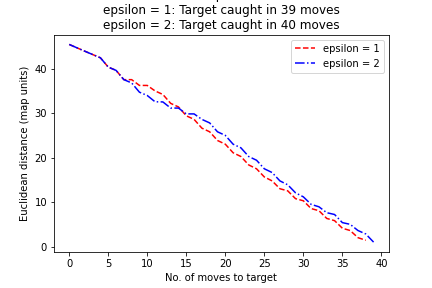 epsilon = 1: Target caught in 39 moves
epsilon = 2: Target caught in 40 moves
epsilon = 1
epsilon = 2
Euclidean distance (map units)
40
30
20
10
0
0 5 10 15 20 25 30 35 40
No. of moves to target